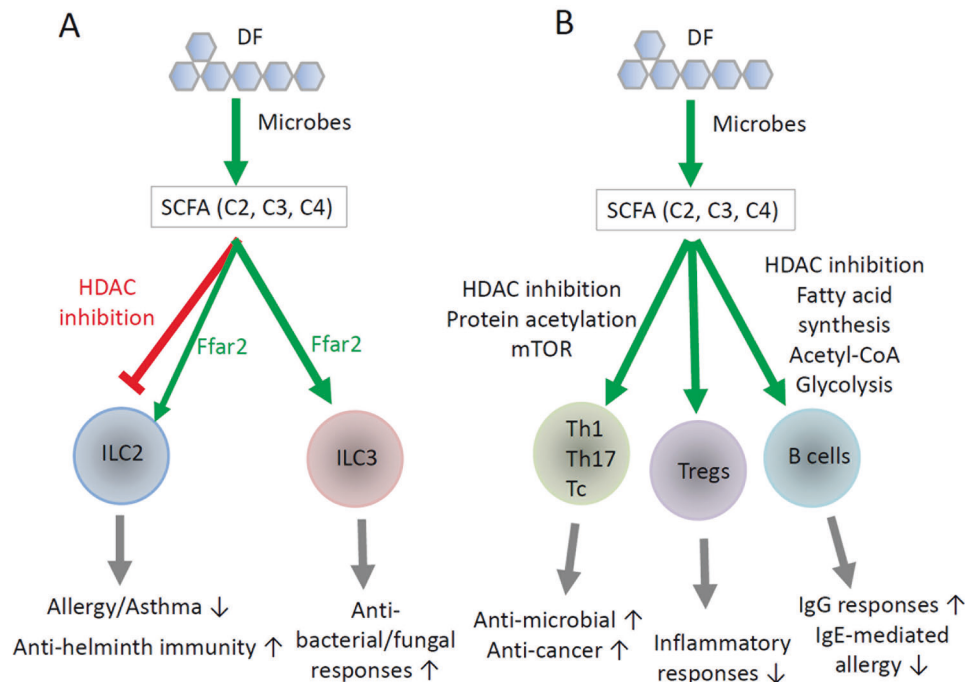 A
DF
Microbes
SCFA (C2, C3, C4)
HDAC
inhibition
Ffar2
Ffar2
ILC2
ILC3
Allergy/Asthma ↓
Anti-helminth immunity ↑
Anti-
bacterial/fungal
responses ↑
B
DF
Microbes
SCFA (C2, C3, C4)
HDAC inhibition
Protein acetylation
mTOR
HDAC inhibition
Fatty acid
synthesis
Acetyl-CoA
Glycolysis
Th1
Th17
Tc
Tregs
B cells
Anti-microbial ↑
Anti-cancer ↑
Inflammatory
responses ↓
IgG responses ↑
IgE-mediated
allergy ↓